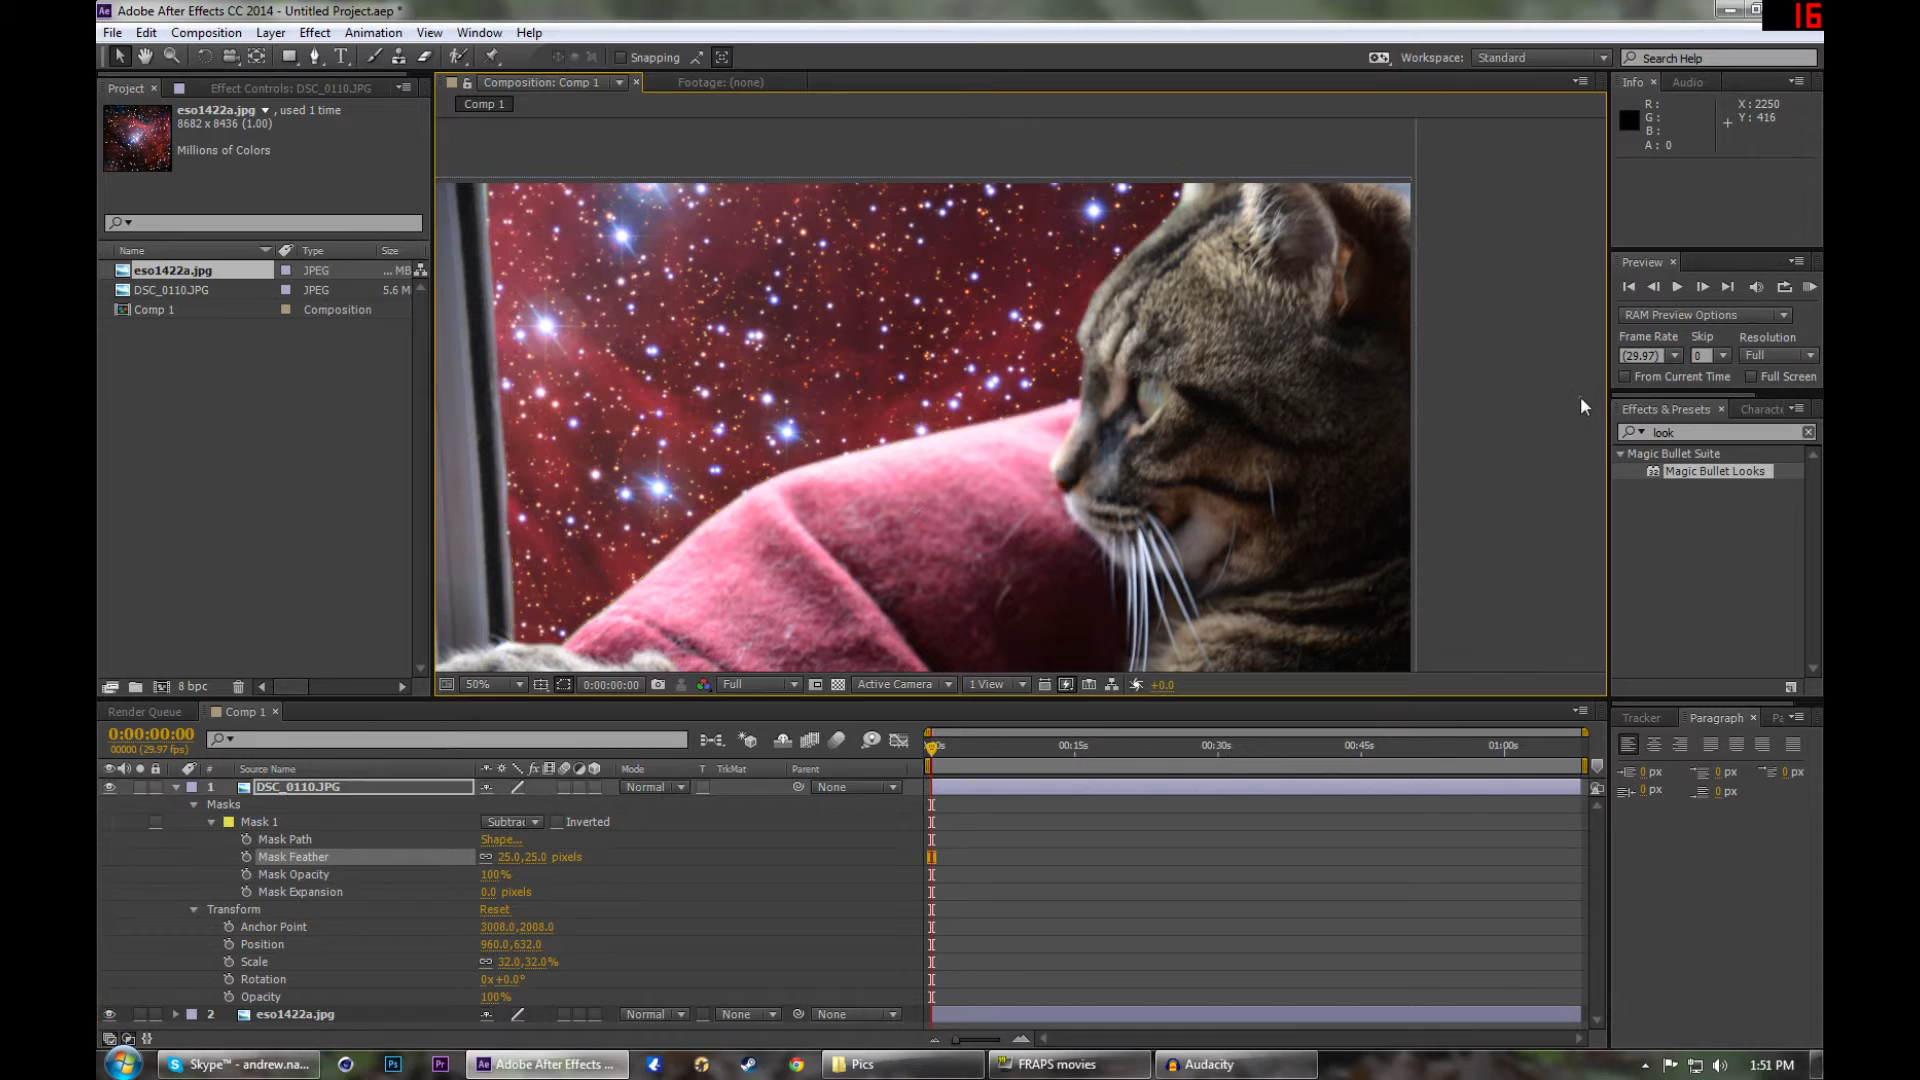 Adobe After Effects CC 2014 - Untitled Project.aep *
16
File Edit Composition Layer Effect Animation View Window Help
Snapping
Workspace: Standard
Search Help
Project Effect Controls: DSC_0110.JPG
eso1422a.jpg , used 1 time
8682 x 8436 (1.00)
Millions of Colors
Name Type Size
eso1422a.jpg JPEG ... MB
DSC_0110.JPG JPEG 5.6 M
Comp 1 Composition
8 bpc
Composition: Comp 1 Footage: (none)
Comp 1
50% 0:00:00:00 Full Active Camera 1 View +0.0
Info Audio
R: X: 2250
G: Y: 416
B:
A: 0
Preview
RAM Preview Options
Frame Rate Skip Resolution
(29.97) 0 Full
From Current Time Full Screen
Effects & Presets Characte
look
Magic Bullet Suite
32 Magic Bullet Looks
Render Queue Comp 1
0:00:00:00
00000 (29.97 fps)
00:15s 00:30s 00:45s 01:00s
# Source Name Mode T TrkMat Parent
1 DSC_0110.JPG Normal None
Masks
Mask 1 Subtrac Inverted
Mask Path Shape...
Mask Feather 25.0,25.0 pixels
Mask Opacity 100%
Mask Expansion 0.0 pixels
Transform Reset
Anchor Point 3008.0,2008.0
Position 960.0,632.0
Scale 32.0,32.0%
Rotation 0x+0.0°
Opacity 100%
2 eso1422a.jpg Normal None None
Tracker Paragraph Pa
0 px 0 px 0 px
0 px 0 px
Skype™ - andrew.na... Ps Pr Ae Adobe After Effects ... Pics FRAPS movies Audacity 1:51 PM